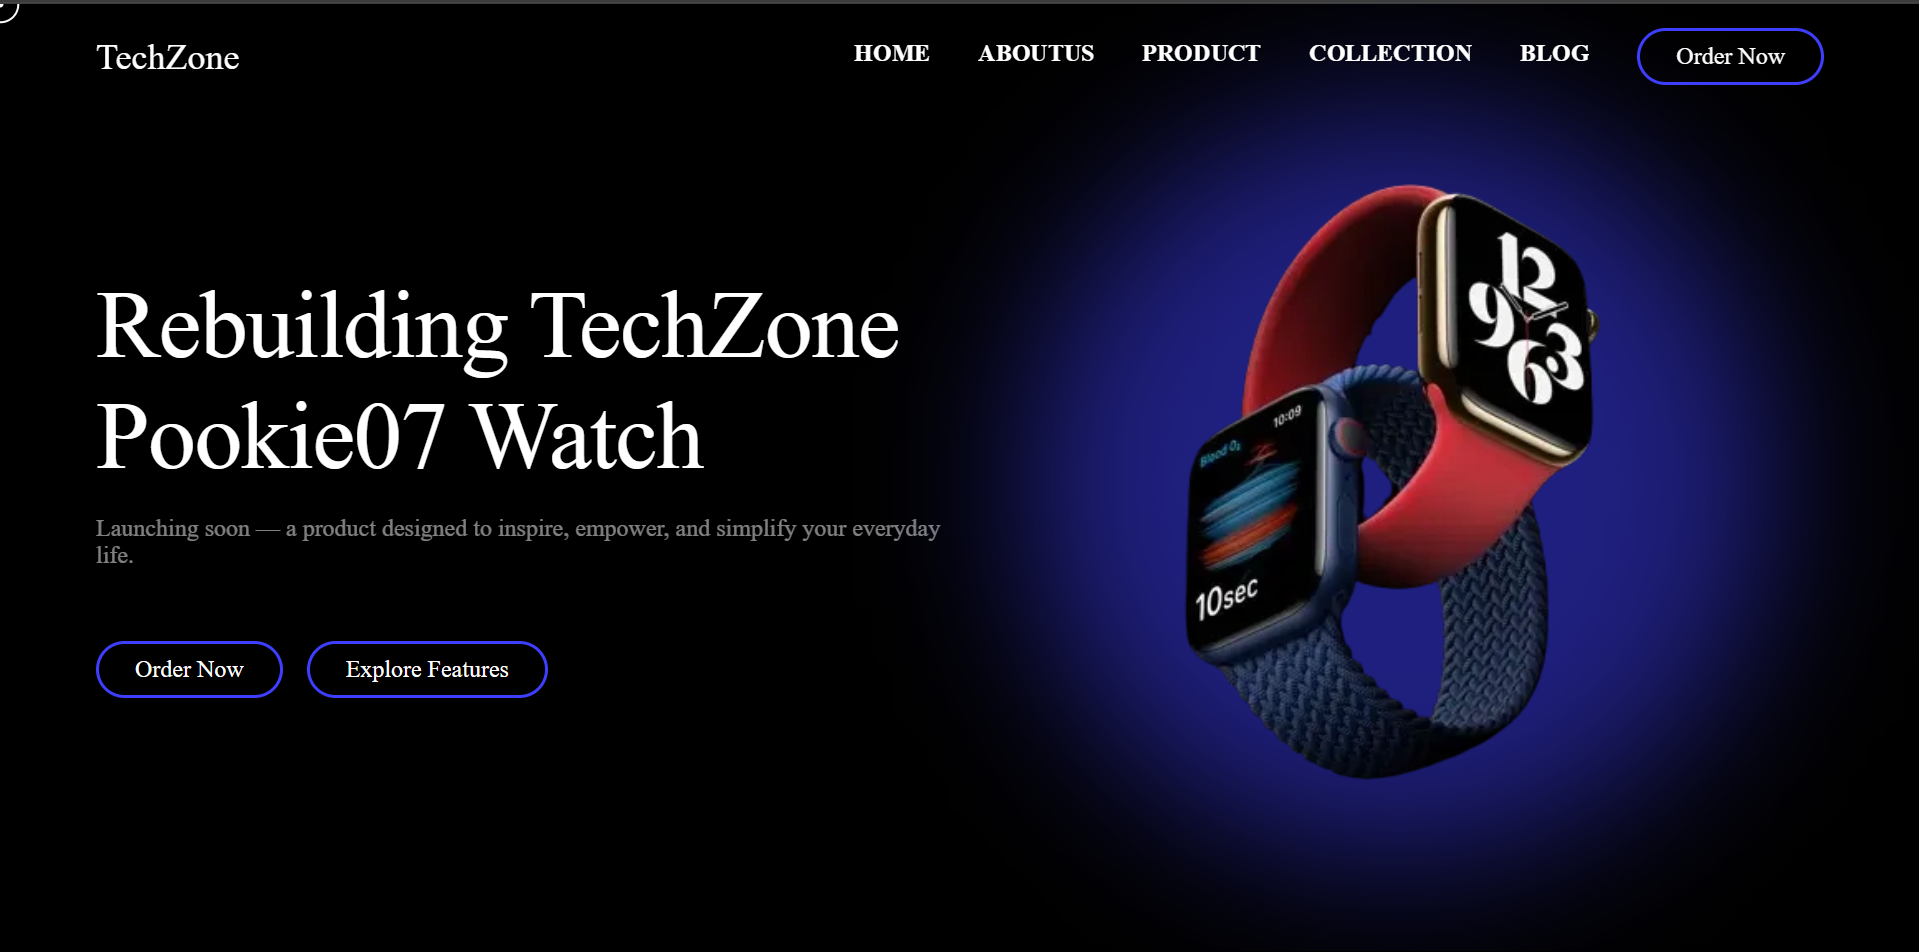 TechZone
HOME ABOUTUS PRODUCT COLLECTION BLOG Order Now
Rebuilding TechZone
Pookie07 Watch
Launching soon — a product designed to inspire, empower, and simplify your everyday
life.
Order Now Explore Features
12
9 3
6
10:09
Blood O₂
10sec